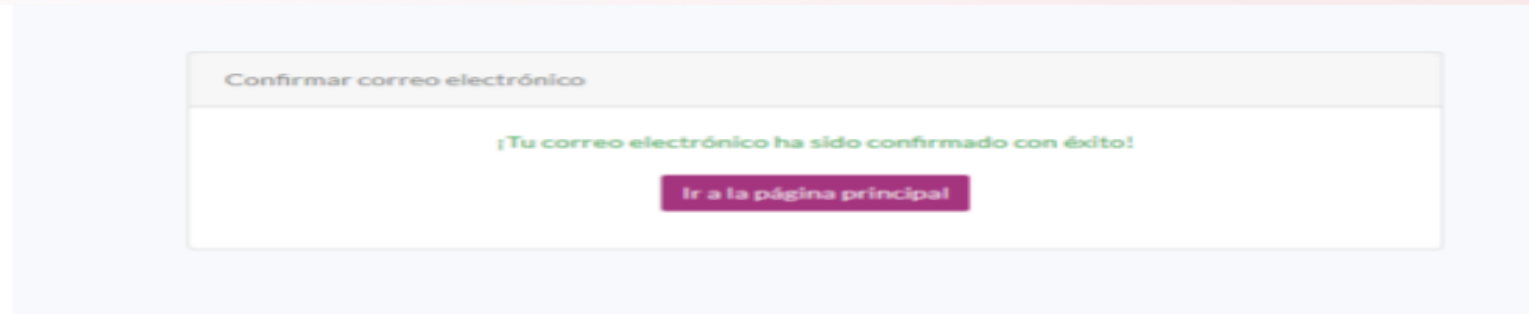 Confirmar correo electrónico
¡Tu correo electrónico ha sido confirmado con éxito!
Ir a la página principal